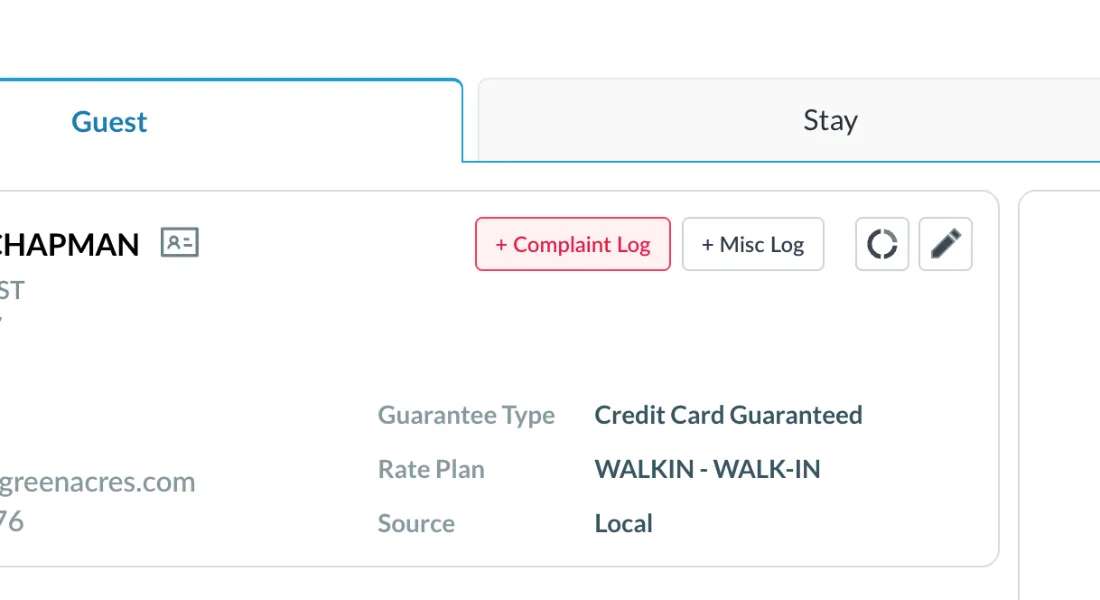 Guest
Stay
CHAPMAN
+ Complaint Log
+ Misc Log
ST
Guarantee Type
Credit Card Guaranteed
Rate Plan
WALKIN - WALK-IN
greenacres.com
76
Source
Local